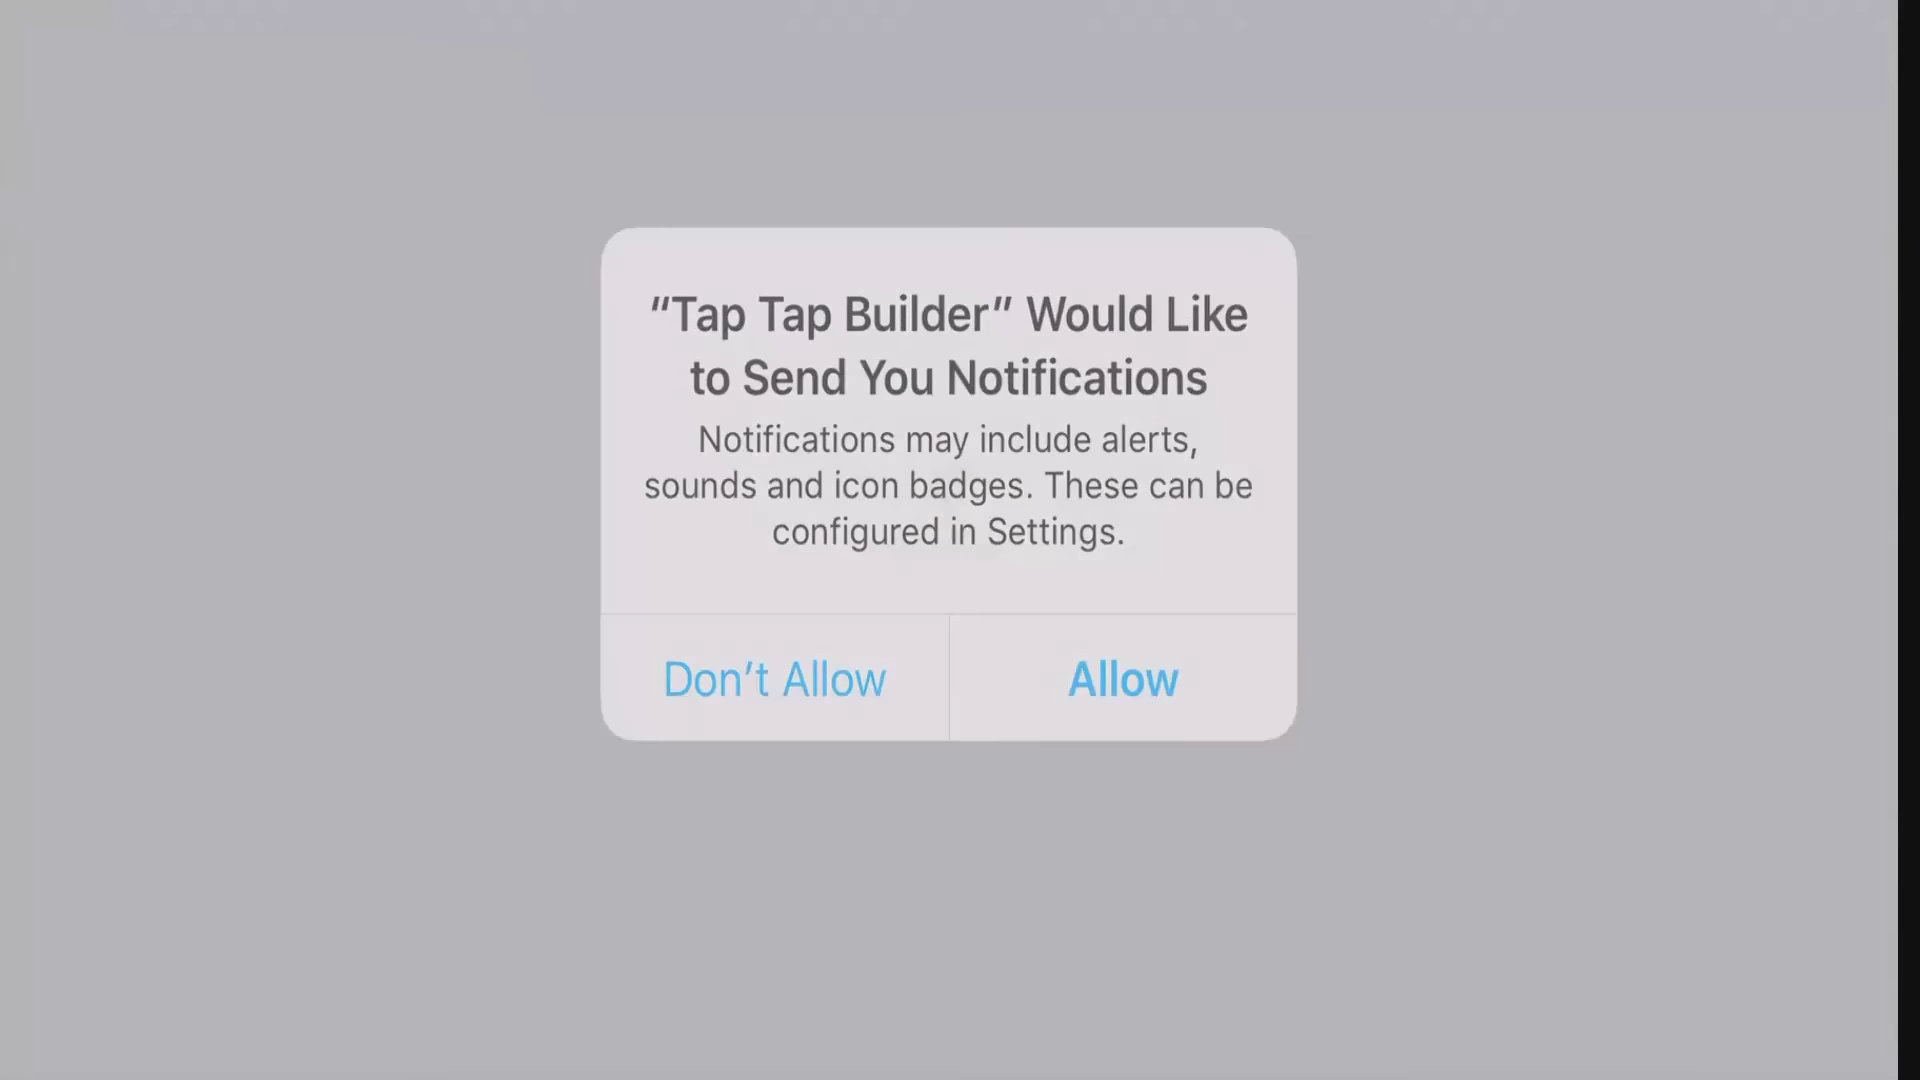 “Tap Tap Builder” Would Like
to Send You Notifications
Notifications may include alerts,
sounds and icon badges. These can be
configured in Settings.
Don’t Allow
Allow